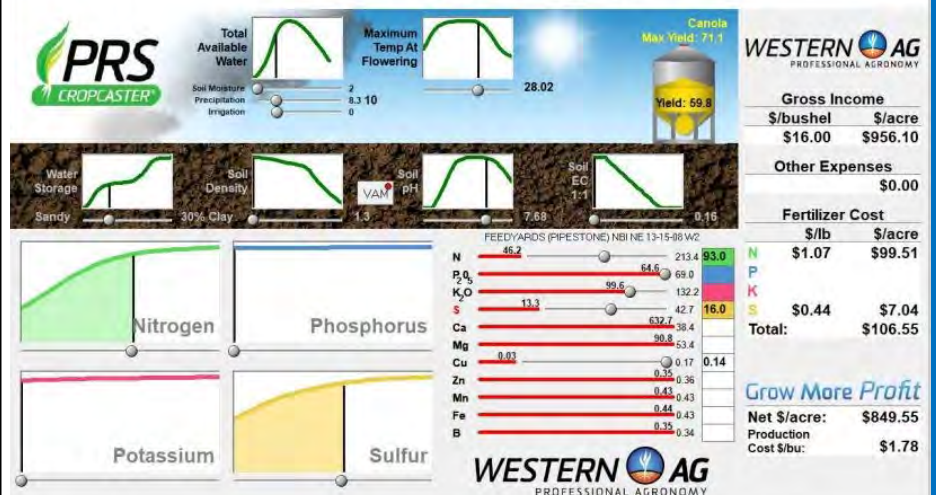 PRS
CROPCASTER®
Total
Available
Water
Soil Moisture 2
Precipitation 8.3 10
Irrigation 0
Maximum
Temp At
Flowering
28.02
Canola
Max Yield: 71.1
Yield: 59.8
Water
Storage
Sandy 30% Clay
Soil
Density
1.3
VAM
Soil
pH
7.68
Soil
EC
1:1
0.16
WESTERN AG
PROFESSIONAL AGRONOMY
Gross Income
$/bushel $/acre
$16.00 $956.10
Other Expenses
$0.00
Fertilizer Cost
$/lb $/acre
N $1.07 $99.51
P
K
S $0.44 $7.04
Total: $106.55
Grow More Profit
Net $/acre: $849.55
Production
Cost $/bu: $1.78
Nitrogen
Phosphorus
Potassium
Sulfur
FEEDYARDS (PIPESTONE) NBI NE 13-15-08 W2
N 46.2 213.4 93.0
P2O5 64.6 69.0
K2O 99.6 132.2
S 13.3 42.7 16.0
Ca 632.7 38.4
Mg 90.8 53.4
Cu 0.03 0.17 0.14
Zn 0.35 0.36
Mn 0.43 0.43
Fe 0.44 0.43
B 0.35 0.34
WESTERN AG
PROFESSIONAL AGRONOMY